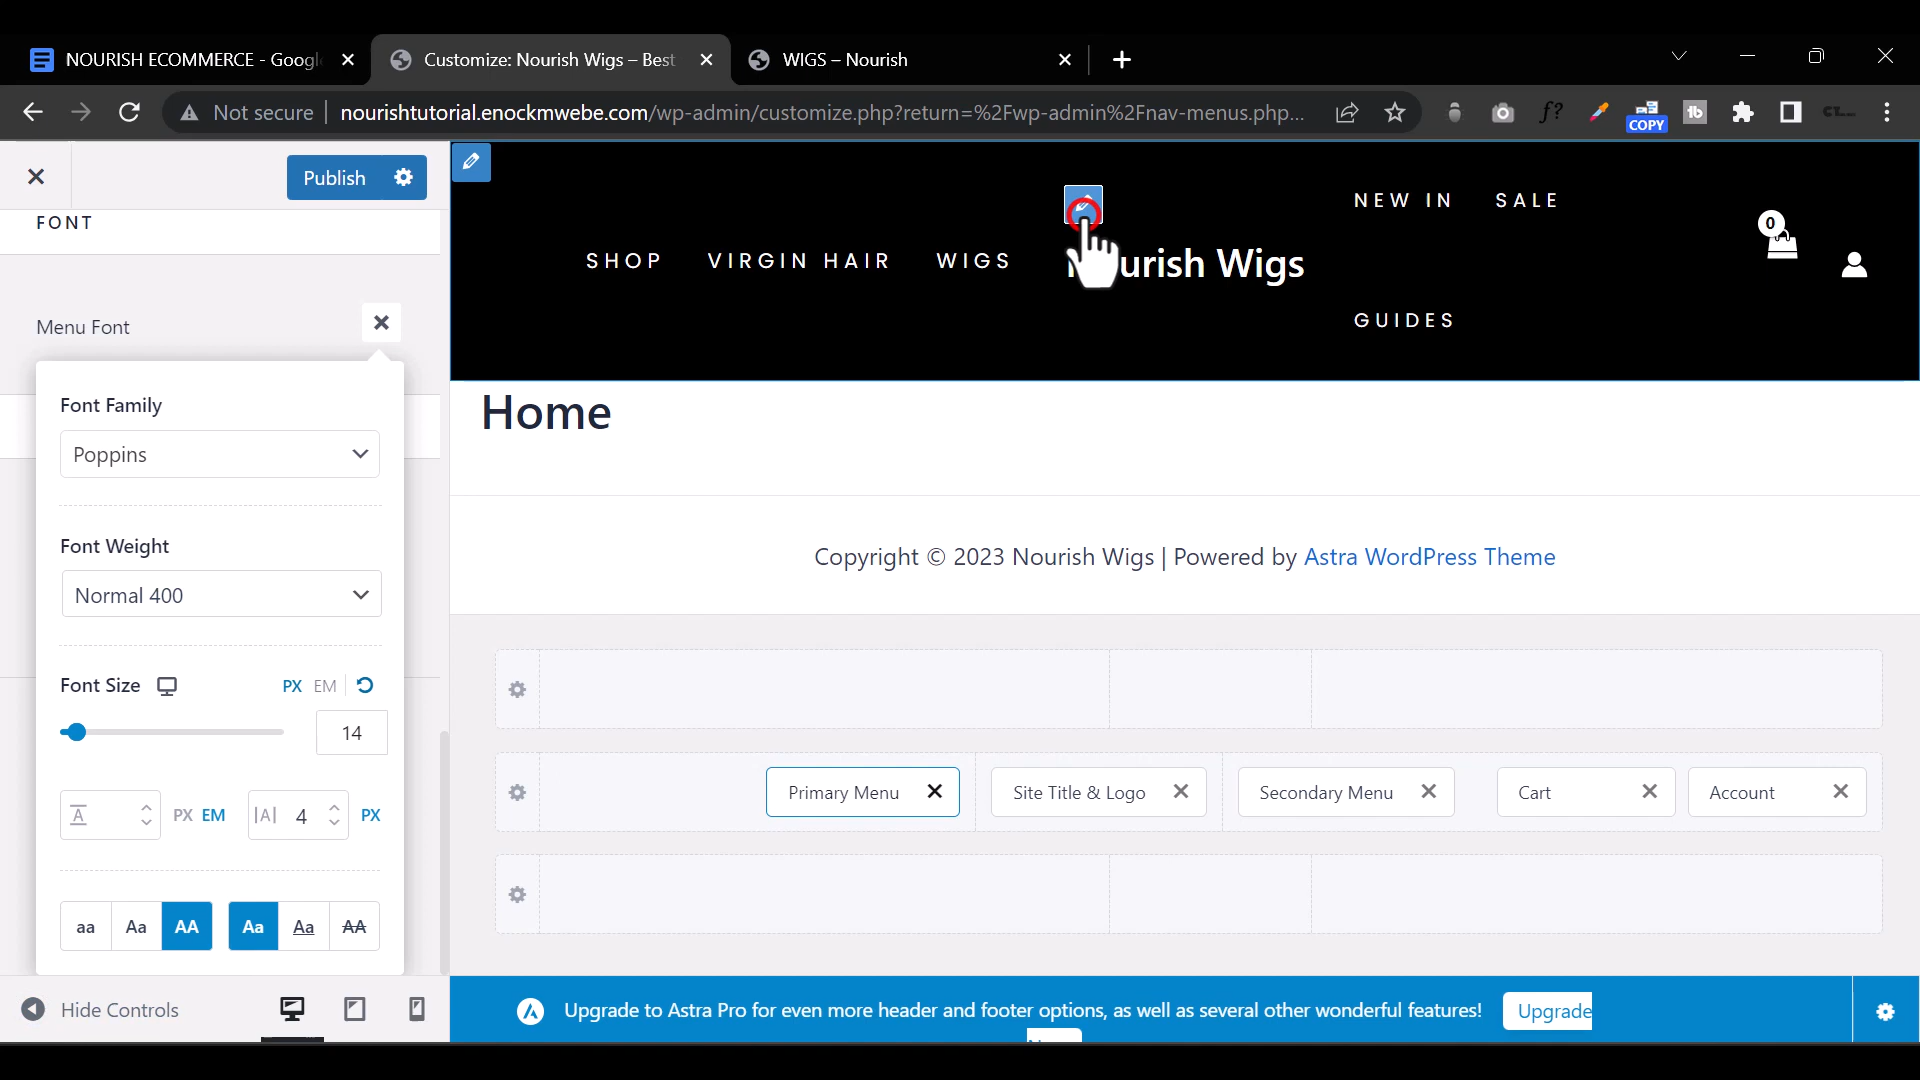 NOURISH ECOMMERCE - Googl
Customize: Nourish Wigs – Best
WIGS – Nourish
Not secure
nourishtutorial.enockmwebe.com/wp-admin/customize.php?return=%2Fwp-admin%2Fnav-menus.php...
f?
COPY
Publish
FONT
Menu Font
Font Family
Poppins
Font Weight
Normal 400
Font Size
PX EM
14
A
PX EM
|A| 4
PX
aa Aa AA
Aa Aa AA
Hide Controls
SHOP VIRGIN HAIR WIGS
urish Wigs
NEW IN SALE
GUIDES
0
Home
Copyright © 2023 Nourish Wigs | Powered by Astra WordPress Theme
Primary Menu
Site Title & Logo
Secondary Menu
Cart
Account
Upgrade to Astra Pro for even more header and footer options, as well as several other wonderful features!
Upgrade